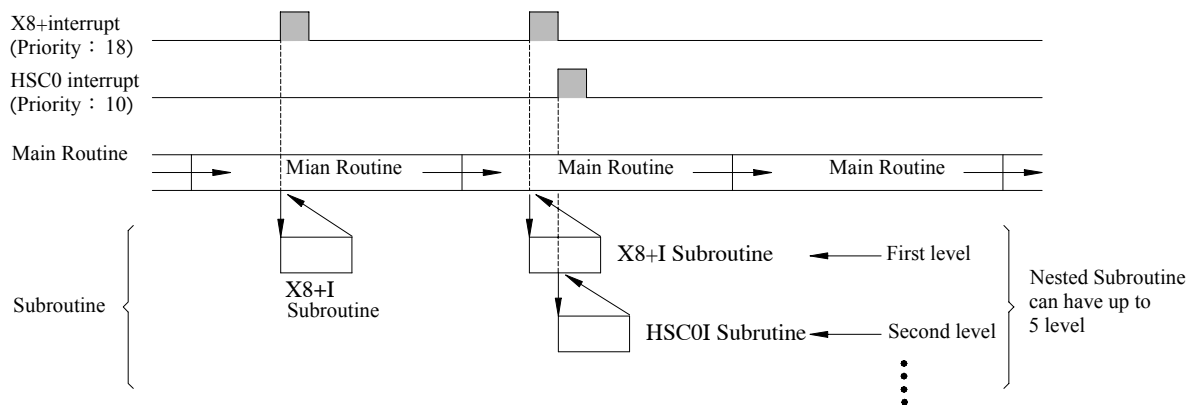 X8+interrupt
(Priority：18)
HSC0 interrupt
(Priority：10)
Main Routine
Mian Routine
Main Routine
Main Routine
Subroutine
X8+I
Subroutine
X8+I Subroutine
First level
HSC0I Subrutine
Second level
Nested Subroutine
can have up to
5 level